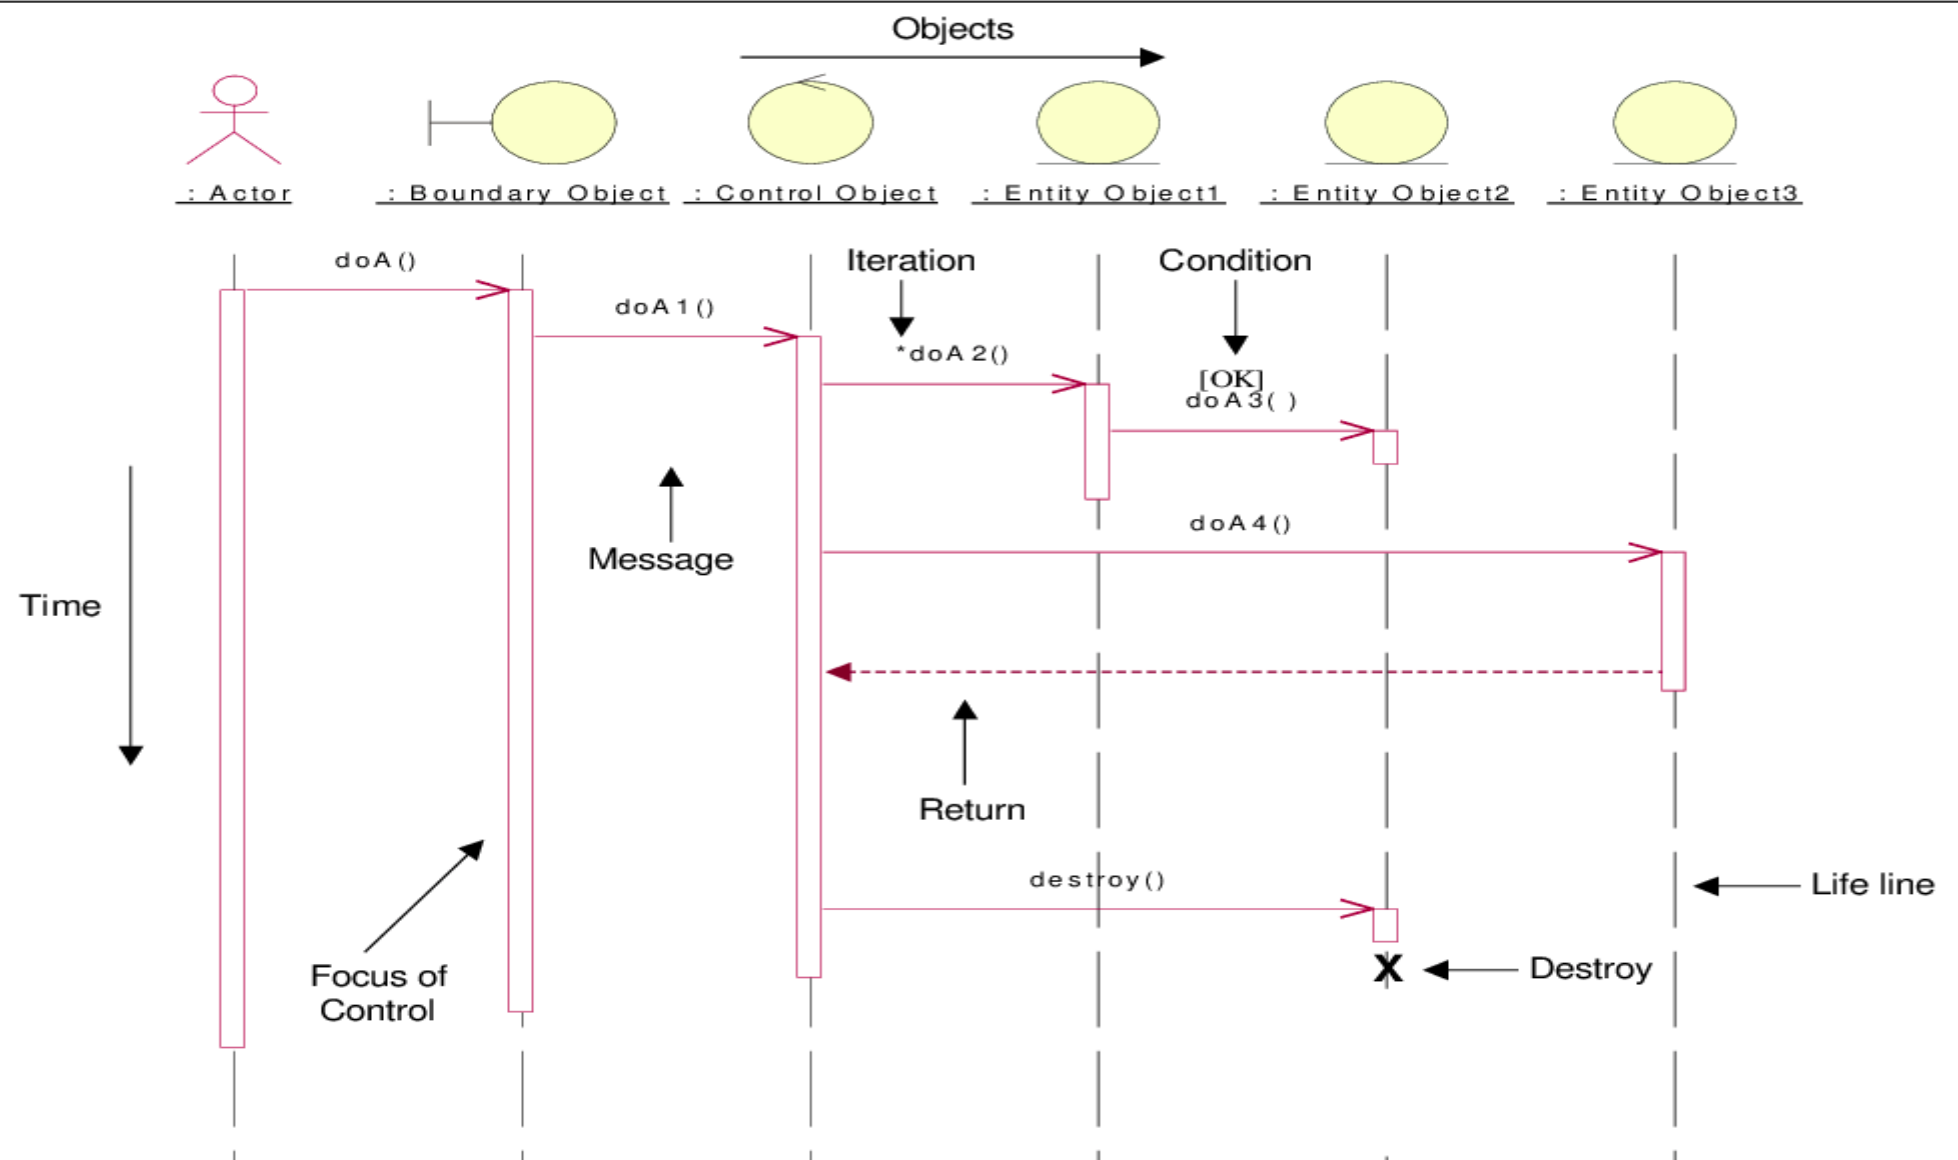 Objects
: Actor
: Boundary Object
: Control Object
: Entity Object1
: Entity Object2
: Entity Object3
doA()
Iteration
Condition
doA1()
*doA2()
[OK]
doA3( )
doA4()
Message
Time
Return
destroy()
Life line
Focus of
Control
X
Destroy